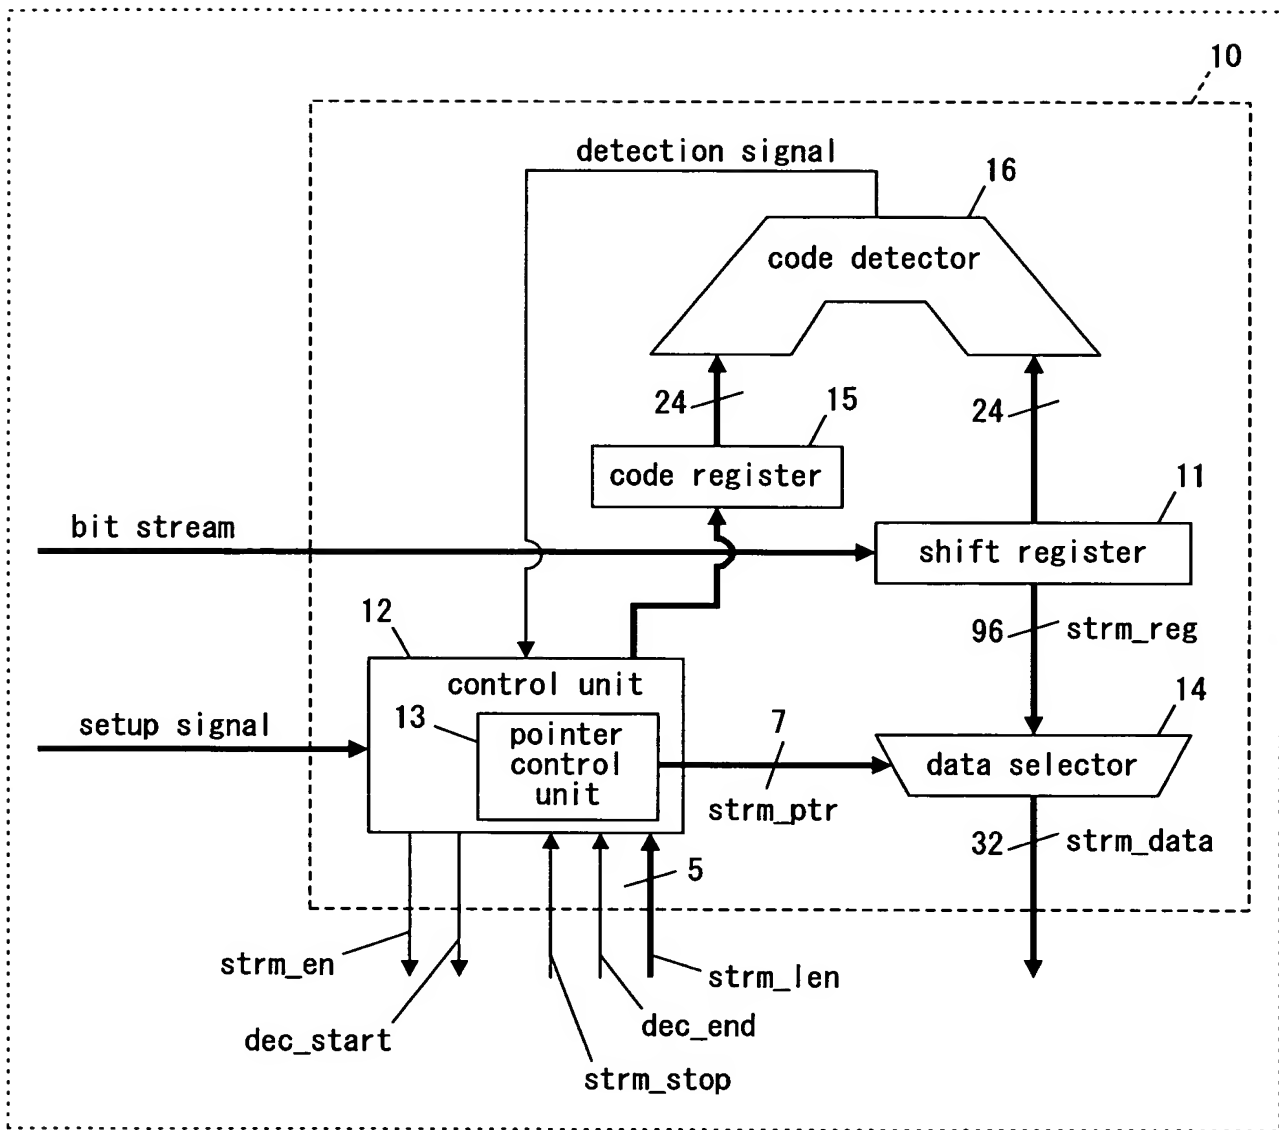 10
detection signal
16
code detector
24
15
24
code register
11
bit stream
shift register
12
96
strm_reg
control unit
14
setup signal
13
pointer
control
unit
7
data selector
strm_ptr
32
strm_data
5
strm_en
strm_len
dec_start
dec_end
strm_stop